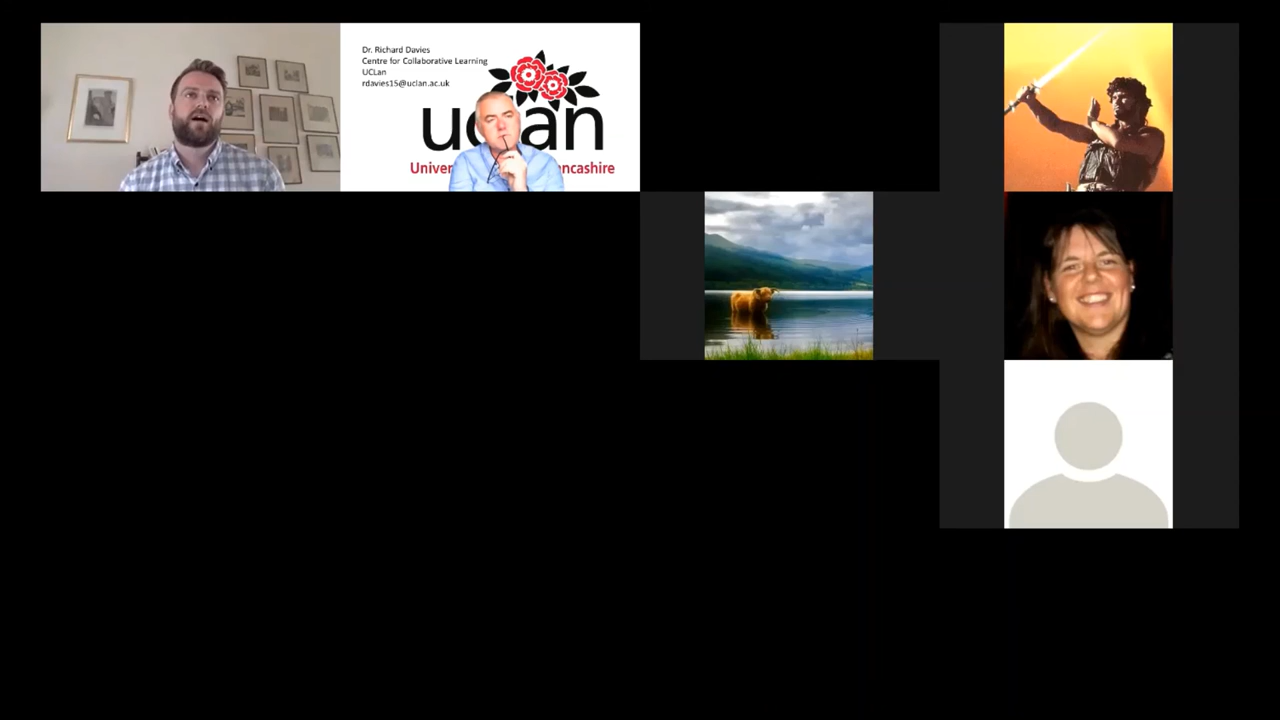 Dr. Richard Davies
Centre for Collaborative Learning
UCLan
rdavies15@uclan.ac.uk
uclan
Univer ncashire